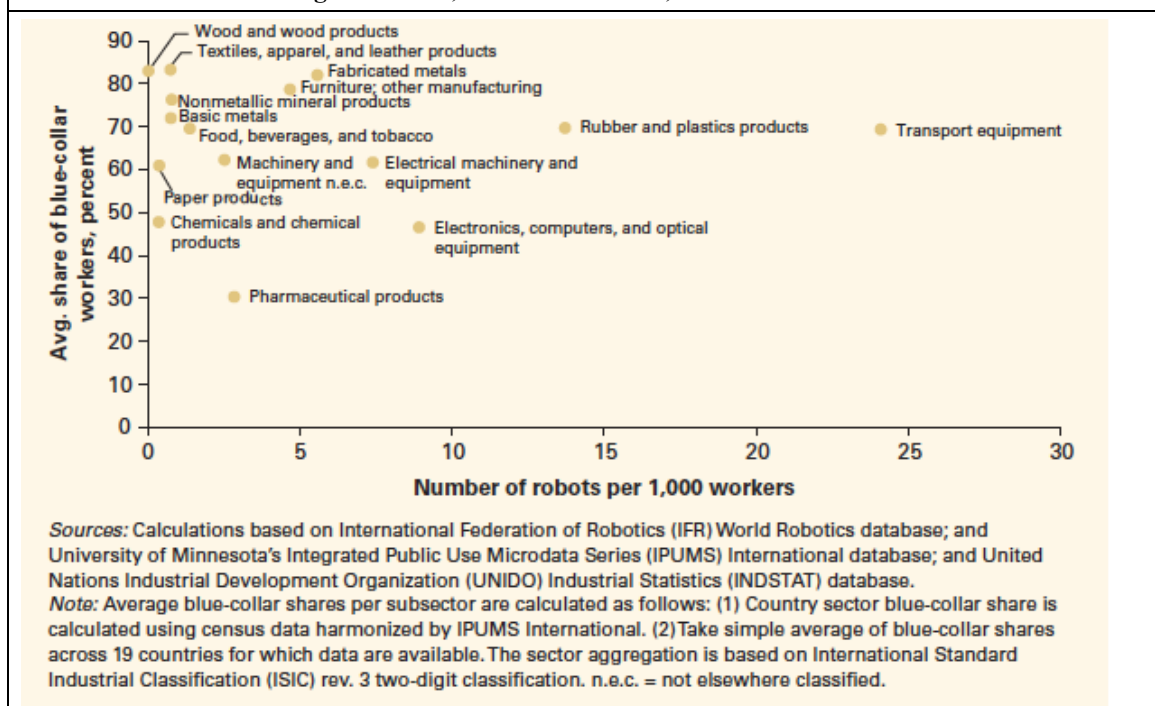 90
80
70
60
50
40
30
20
10
0
Avg. share of blue-collar
workers, percent
Wood and wood products
Textiles, apparel, and leather products
Fabricated metals
Furniture; other manufacturing
Nonmetallic mineral products
Basic metals
Food, beverages, and tobacco
Rubber and plastics products
Transport equipment
Machinery and
equipment n.e.c.
Electrical machinery and
equipment
Paper products
Chemicals and chemical
products
Electronics, computers, and optical
equipment
Pharmaceutical products
0 5 10 15 20 25 30
Number of robots per 1,000 workers
Sources: Calculations based on International Federation of Robotics (IFR) World Robotics database; and
University of Minnesota's Integrated Public Use Microdata Series (IPUMS) International database; and United
Nations Industrial Development Organization (UNIDO) Industrial Statistics (INDSTAT) database.
Note: Average blue-collar shares per subsector are calculated as follows: (1) Country sector blue-collar share is
calculated using census data harmonized by IPUMS International. (2) Take simple average of blue-collar shares
across 19 countries for which data are available. The sector aggregation is based on International Standard
Industrial Classification (ISIC) rev. 3 two-digit classification. n.e.c. = not elsewhere classified.